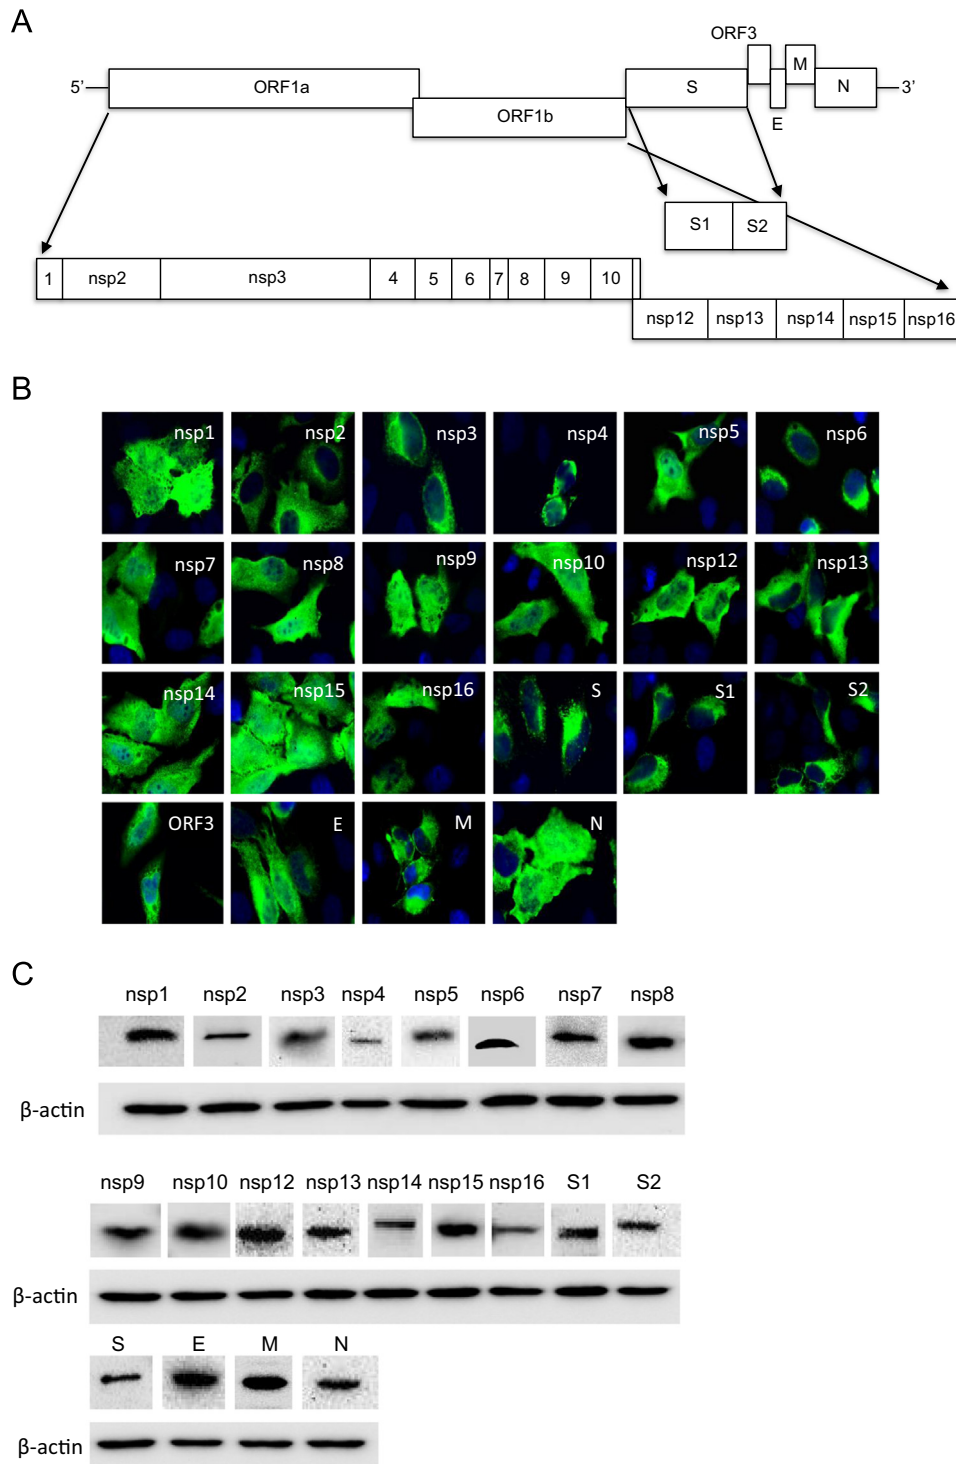 A
ORF3
5’ ORF1a S M N 3’
ORF1b E
S1 S2
1 nsp2 nsp3 4 5 6 7 8 9 10
nsp12 nsp13 nsp14 nsp15 nsp16
B
nsp1 nsp2 nsp3 nsp4 nsp5 nsp6
nsp7 nsp8 nsp9 nsp10 nsp12 nsp13
nsp14 nsp15 nsp16 S S1 S2
ORF3 E M N
C
nsp1 nsp2 nsp3 nsp4 nsp5 nsp6 nsp7 nsp8
β-actin
nsp9 nsp10 nsp12 nsp13 nsp14 nsp15 nsp16 S1 S2
β-actin
S E M N
β-actin